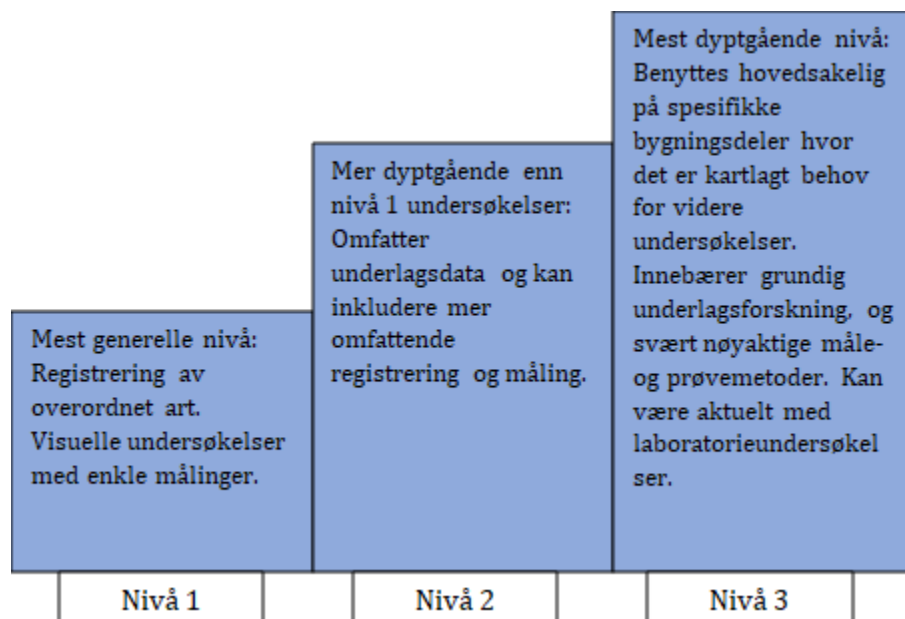 Mest generelle nivå:
Registrering av
overordnet art.
Visuelle undersøkelser
med enkle målinger.
Mer dyptgående enn
nivå 1 undersøkelser:
Omfatter
underlagsdata og kan
inkludere mer
omfattende
registrering og måling.
Mest dyptgående nivå:
Benyttes hovedsakelig
på spesifikke
bygningsdeler hvor
det er kartlagt behov
for videre
undersøkelser.
Innebærer grundig
underlagsforskning, og
svært nøyaktige måle-
og prøvemetoder. Kan
være aktuelt med
laboratorieundersøkel
ser.
Nivå 1
Nivå 2
Nivå 3